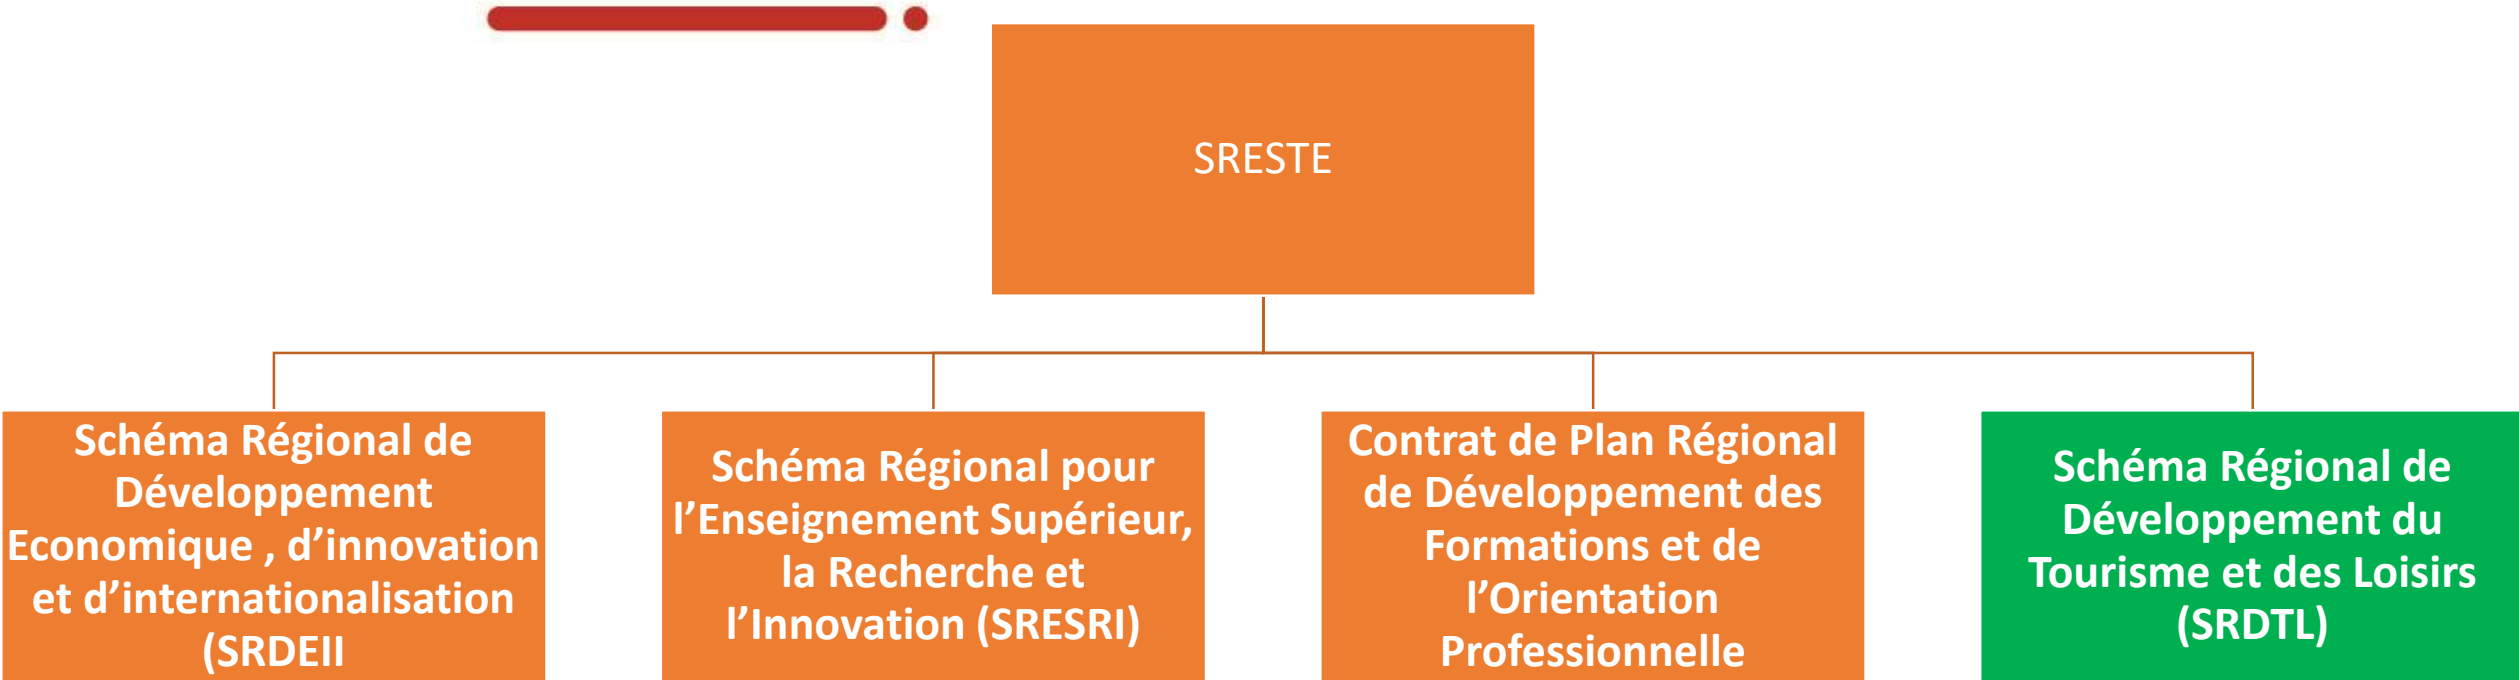 SRESTE
Schéma Régional de
Développement
Economique , d’innovation
et d’internationalisation
(SRDEII
Schéma Régional pour
l’Enseignement Supérieur,
la Recherche et
l’Innovation (SRESRI)
Contrat de Plan Régional
de Développement des
Formations et de
l’Orientation
Professionnelle
Schéma Régional de
Développement du
Tourisme et des Loisirs
(SRDTL)